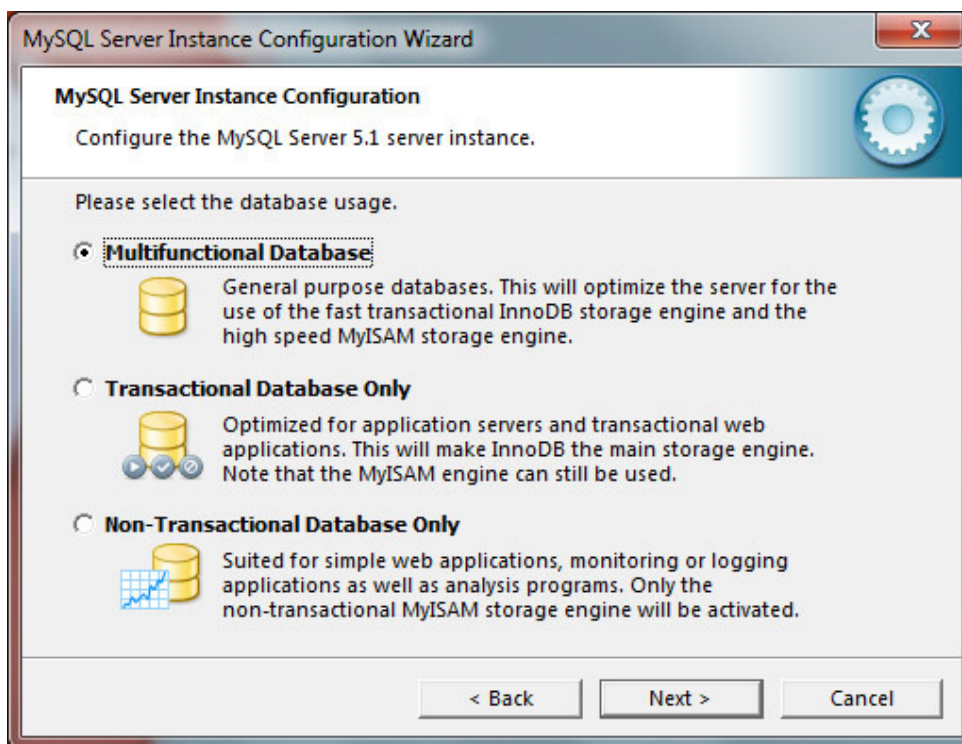 MySQL Server Instance Configuration Wizard
MySQL Server Instance Configuration
Configure the MySQL Server 5.1 server instance.
Please select the database usage.
Multifunctional Database
General purpose databases. This will optimize the server for the
use of the fast transactional InnoDB storage engine and the
high speed MyISAM storage engine.
Transactional Database Only
Optimized for application servers and transactional web
applications. This will make InnoDB the main storage engine.
Note that the MyISAM engine can still be used.
Non-Transactional Database Only
Suited for simple web applications, monitoring or logging
applications as well as analysis programs. Only the
non-transactional MyISAM storage engine will be activated.
< Back Next > Cancel